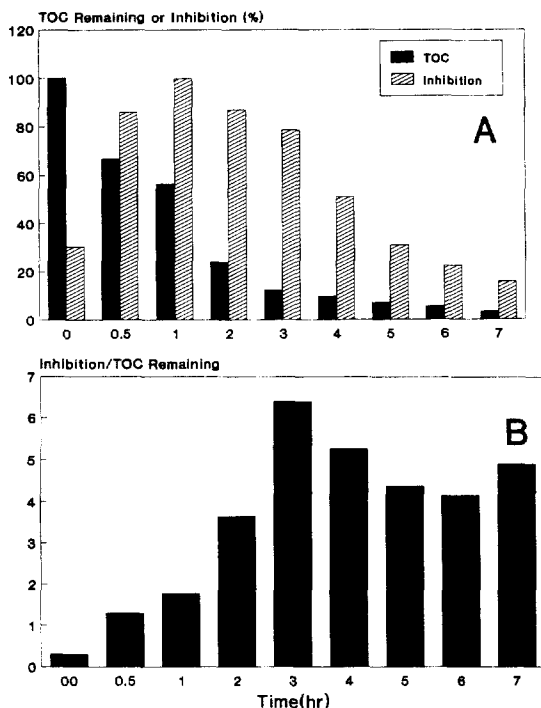 TOC Remaining or Inhibition (%)
120
100
80
60
40
20
0
TOC
Inhibition
A
0 0.5 1 2 3 4 5 6 7
Inhibition/TOC Remaining
7
6
5
4
3
2
1
0
B
00 0.5 1 2 3 4 5 6 7
Time(hr)